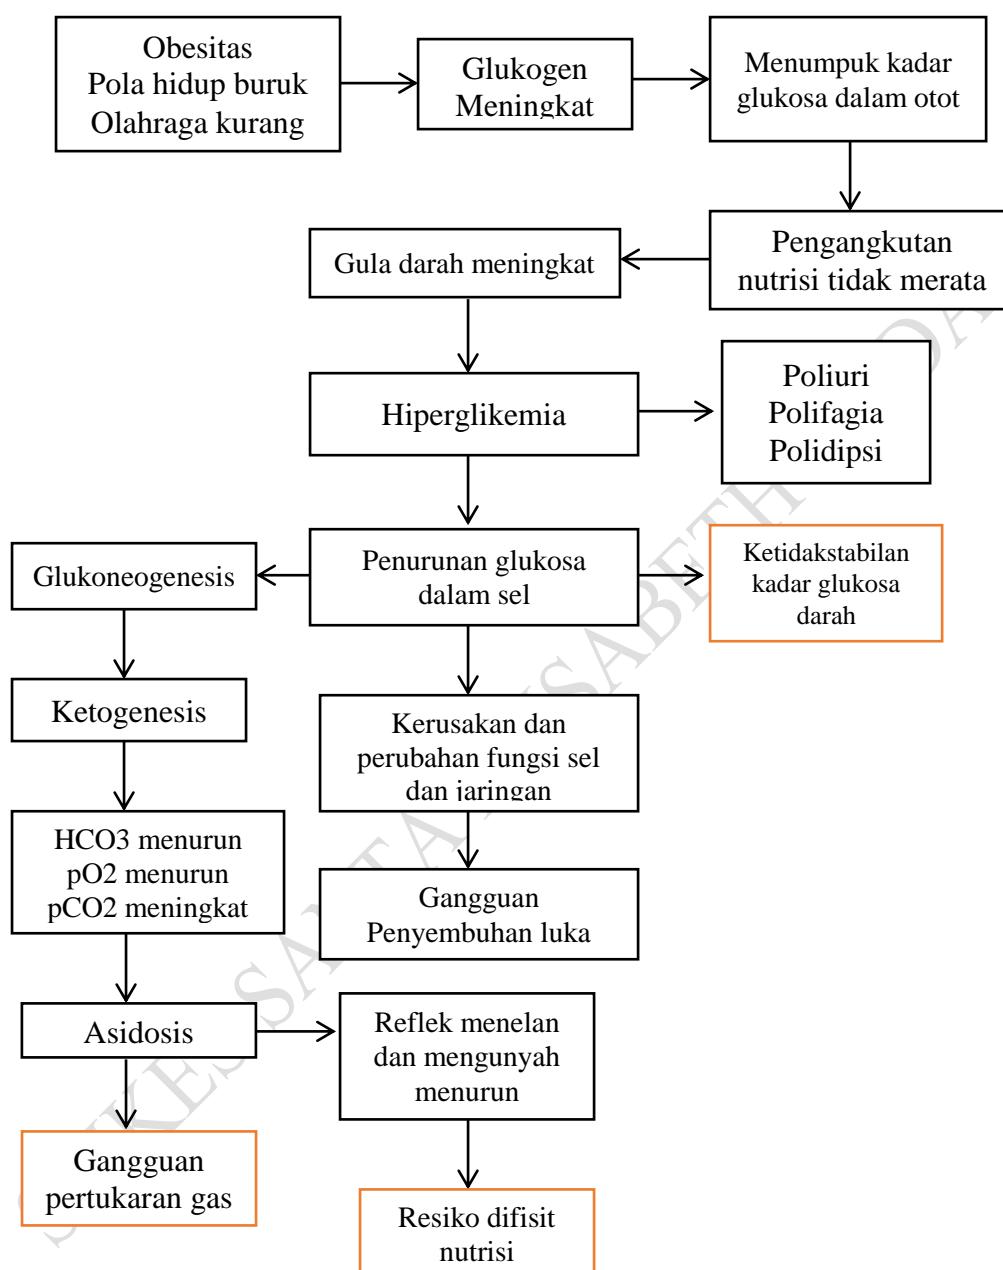 Obesitas
Pola hidup buruk
Olahraga kurang
Glukogen
Meningkat
Menumpuk kadar
glukosa dalam otot
Gula darah meningkat
Pengangkutan
nutrisi tidak merata
Hiperglikemia
Poliuri
Polifagia
Polidipsi
Glukoneogenesis
Penurunan glukosa
dalam sel
Ketidakstabilan
kadar glukosa
darah
Ketogenesis
Kerusakan dan
perubahan fungsi sel
dan jaringan
HCO3 menurun
pO2 menurun
pCO2 meningkat
Gangguan
Penyembuhan luka
Asidosis
Reflek menelan
dan mengunyah
menurun
Gangguan
pertukaran gas
Resiko difisit
nutrisi